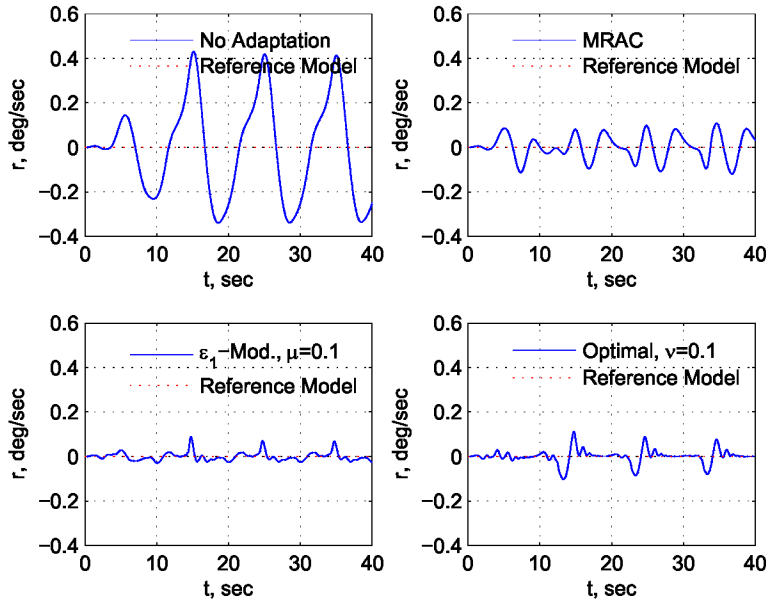 No Adaptation
Reference Model
r, deg/sec
0.6
0.4
0.2
0
−0.2
−0.4
0
10
20
30
40
t, sec
MRAC
Reference Model
r, deg/sec
0.6
0.4
0.2
0
−0.2
−0.4
0
10
20
30
40
t, sec
ε1−Mod., μ=0.1
Reference Model
r, deg/sec
0.6
0.4
0.2
0
−0.2
−0.4
0
10
20
30
40
t, sec
Optimal, ν=0.1
Reference Model
r, deg/sec
0.6
0.4
0.2
0
−0.2
−0.4
0
10
20
30
40
t, sec